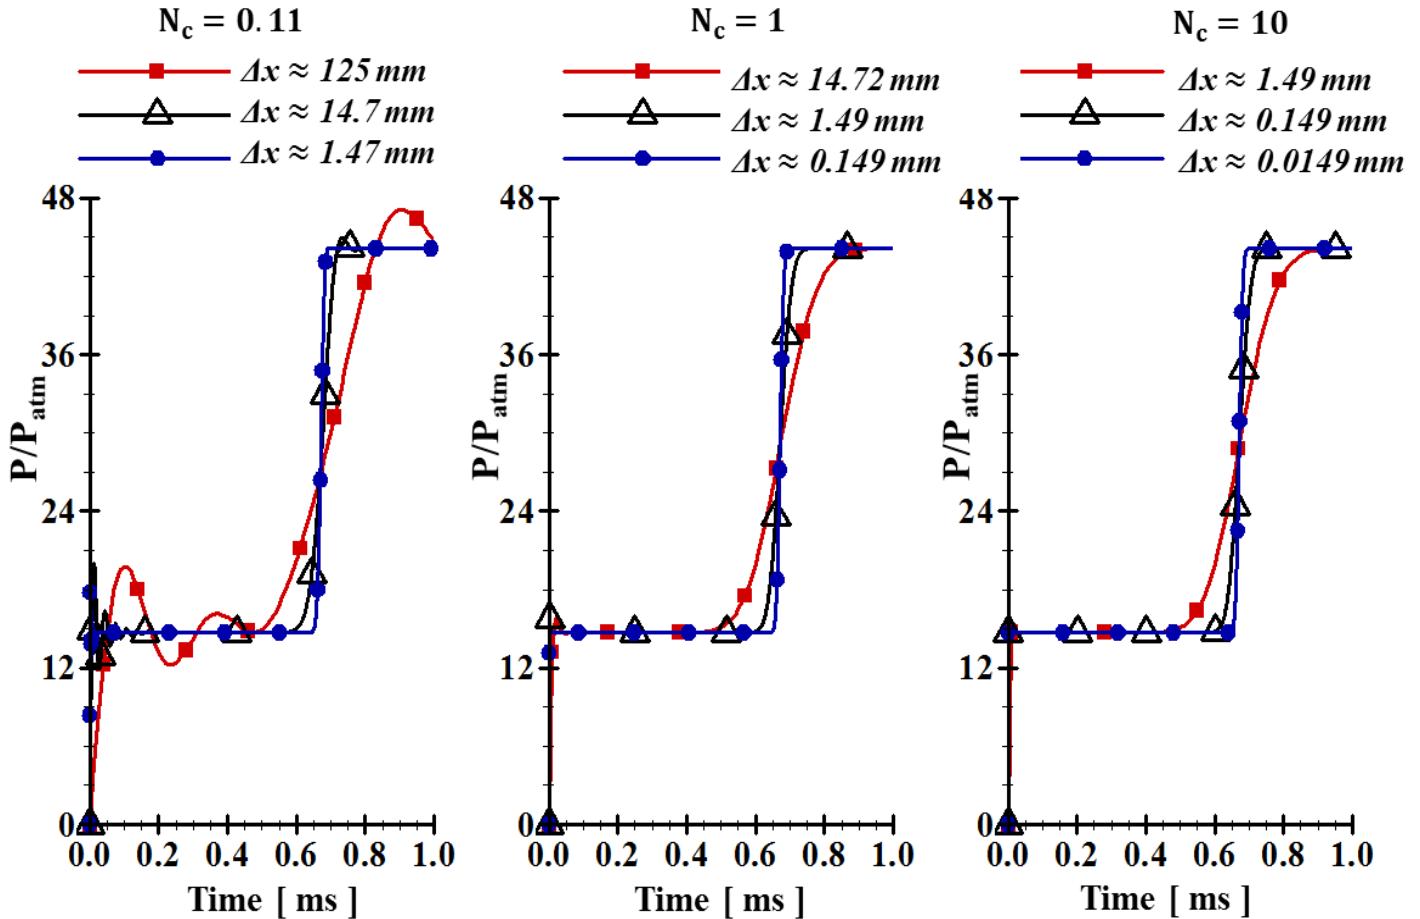 N_c = 0.11
Δx ≈ 125 mm
Δx ≈ 14.7 mm
Δx ≈ 1.47 mm
P/P_atm
48
36
24
12
0
0.0 0.2 0.4 0.6 0.8 1.0
Time [ ms ]
N_c = 1
Δx ≈ 14.72 mm
Δx ≈ 1.49 mm
Δx ≈ 0.149 mm
P/P_atm
48
36
24
12
0
0.0 0.2 0.4 0.6 0.8 1.0
Time [ ms ]
N_c = 10
Δx ≈ 1.49 mm
Δx ≈ 0.149 mm
Δx ≈ 0.0149 mm
P/P_atm
48
36
24
12
0
0.0 0.2 0.4 0.6 0.8 1.0
Time [ ms ]